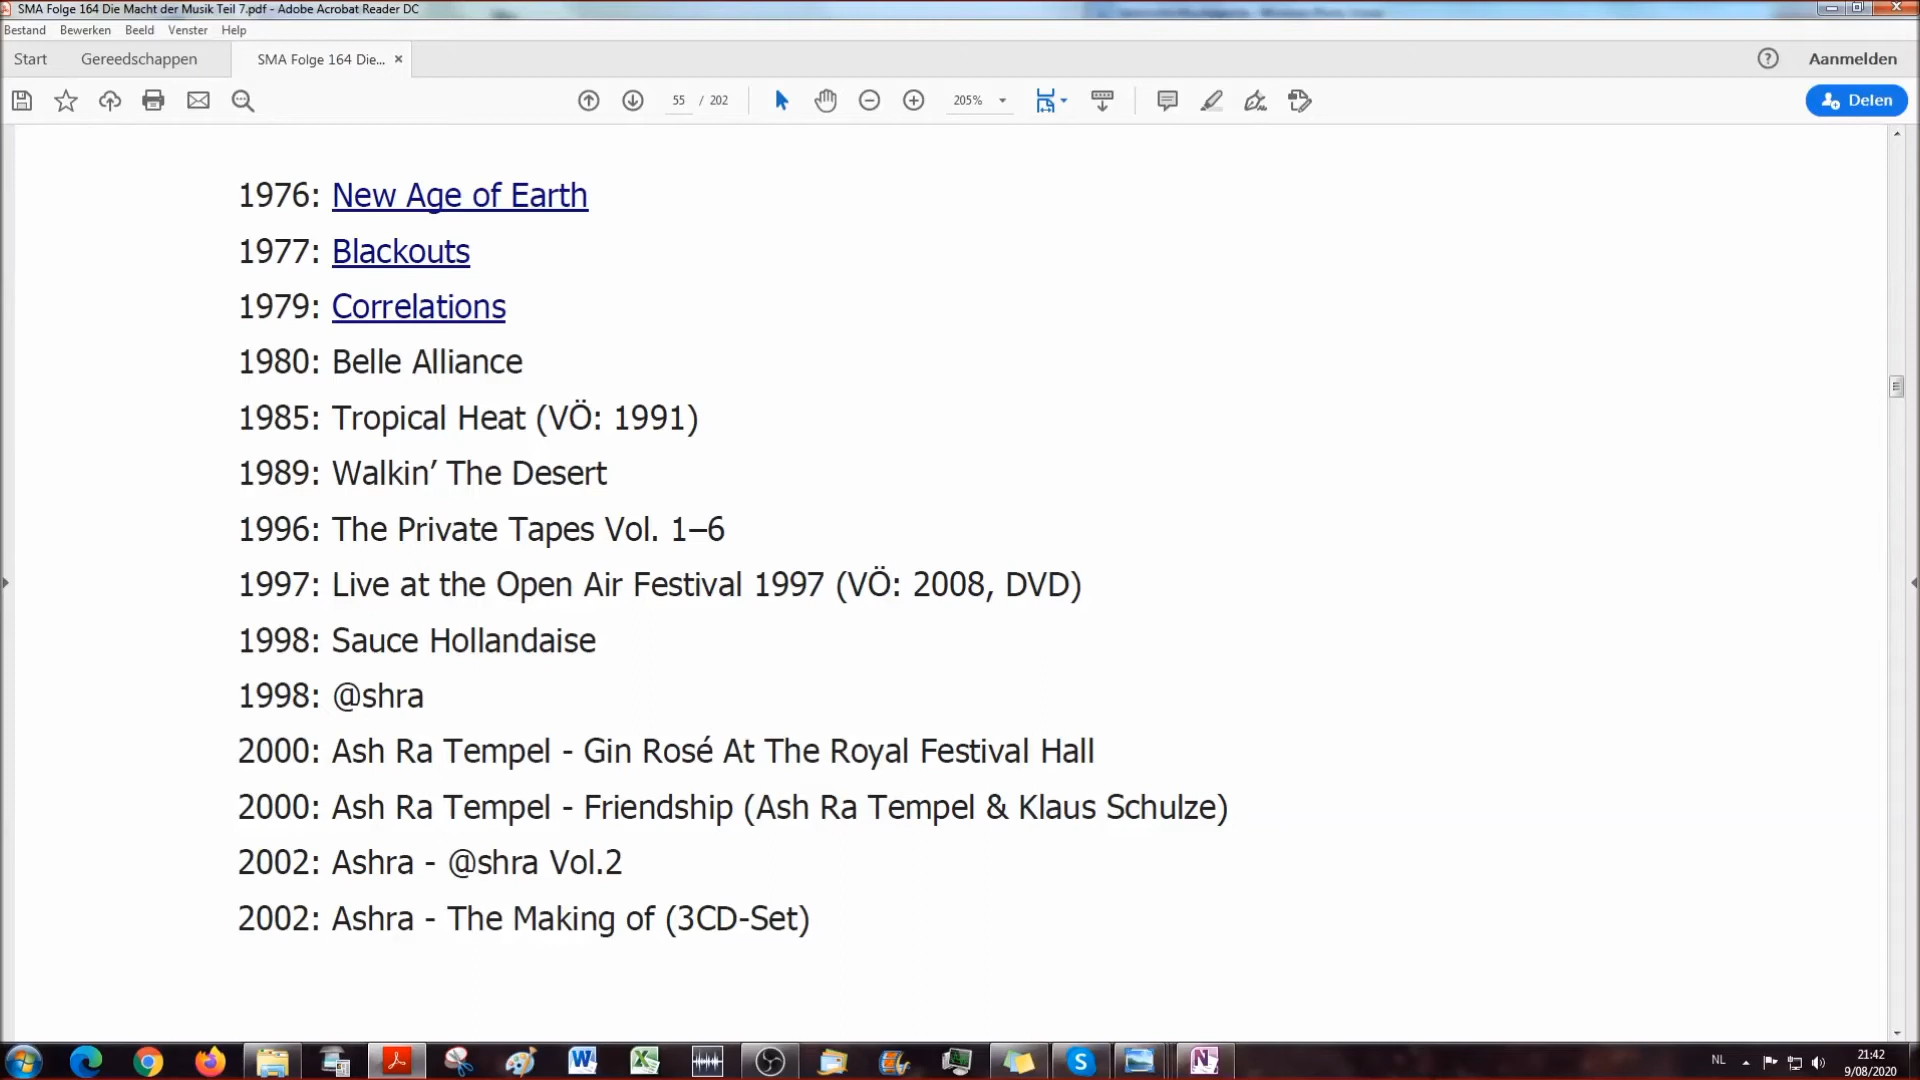 SMA Folge 164 Die Macht der Musik Teil 7.pdf - Adobe Acrobat Reader DC
Bestand Bewerken Beeld Venster Help
Start Gereedschappen SMA Folge 164 Die... × ? Aanmelden
55 / 202 205% Delen
1976: New Age of Earth
1977: Blackouts
1979: Correlations
1980: Belle Alliance
1985: Tropical Heat (VÖ: 1991)
1989: Walkin’ The Desert
1996: The Private Tapes Vol. 1–6
1997: Live at the Open Air Festival 1997 (VÖ: 2008, DVD)
1998: Sauce Hollandaise
1998: @shra
2000: Ash Ra Tempel - Gin Rosé At The Royal Festival Hall
2000: Ash Ra Tempel - Friendship (Ash Ra Tempel & Klaus Schulze)
2002: Ashra - @shra Vol.2
2002: Ashra - The Making of (3CD-Set)
NL 21:42
9/08/2020